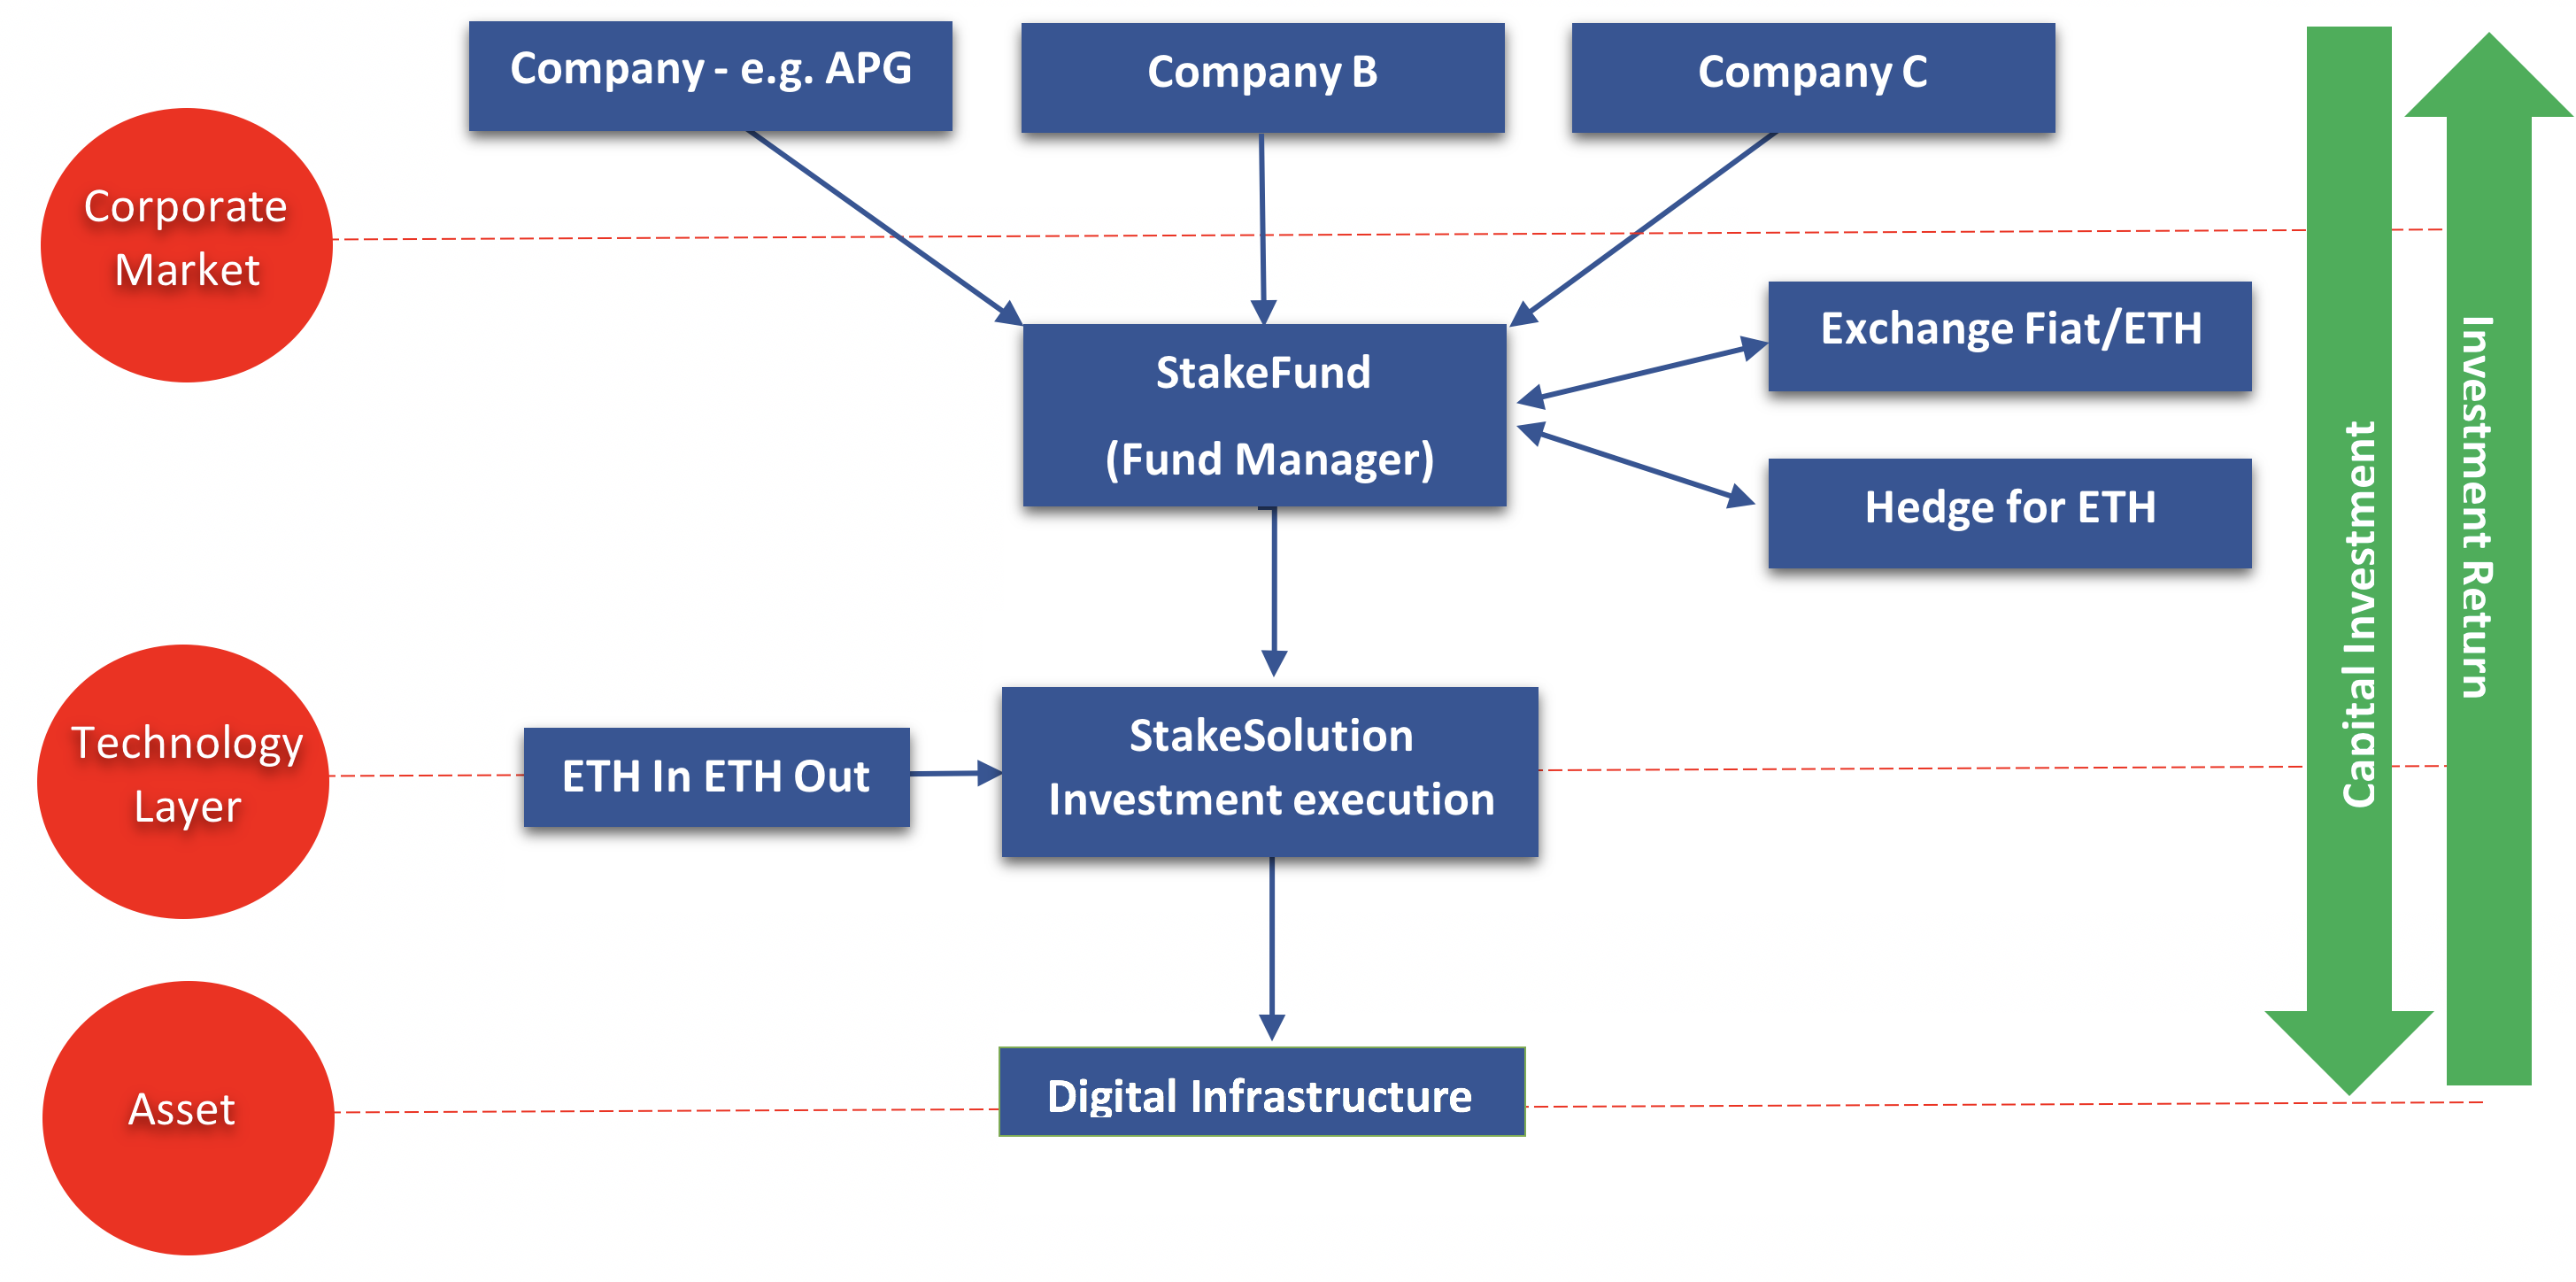 Company - e.g. APG
Company B
Company C
Corporate
Market
StakeFund
(Fund Manager)
Exchange Fiat/ETH
Hedge for ETH
Capital Investment
Investment Return
Technology
Layer
ETH In ETH Out
StakeSolution
Investment execution
Asset
Digital Infrastructure